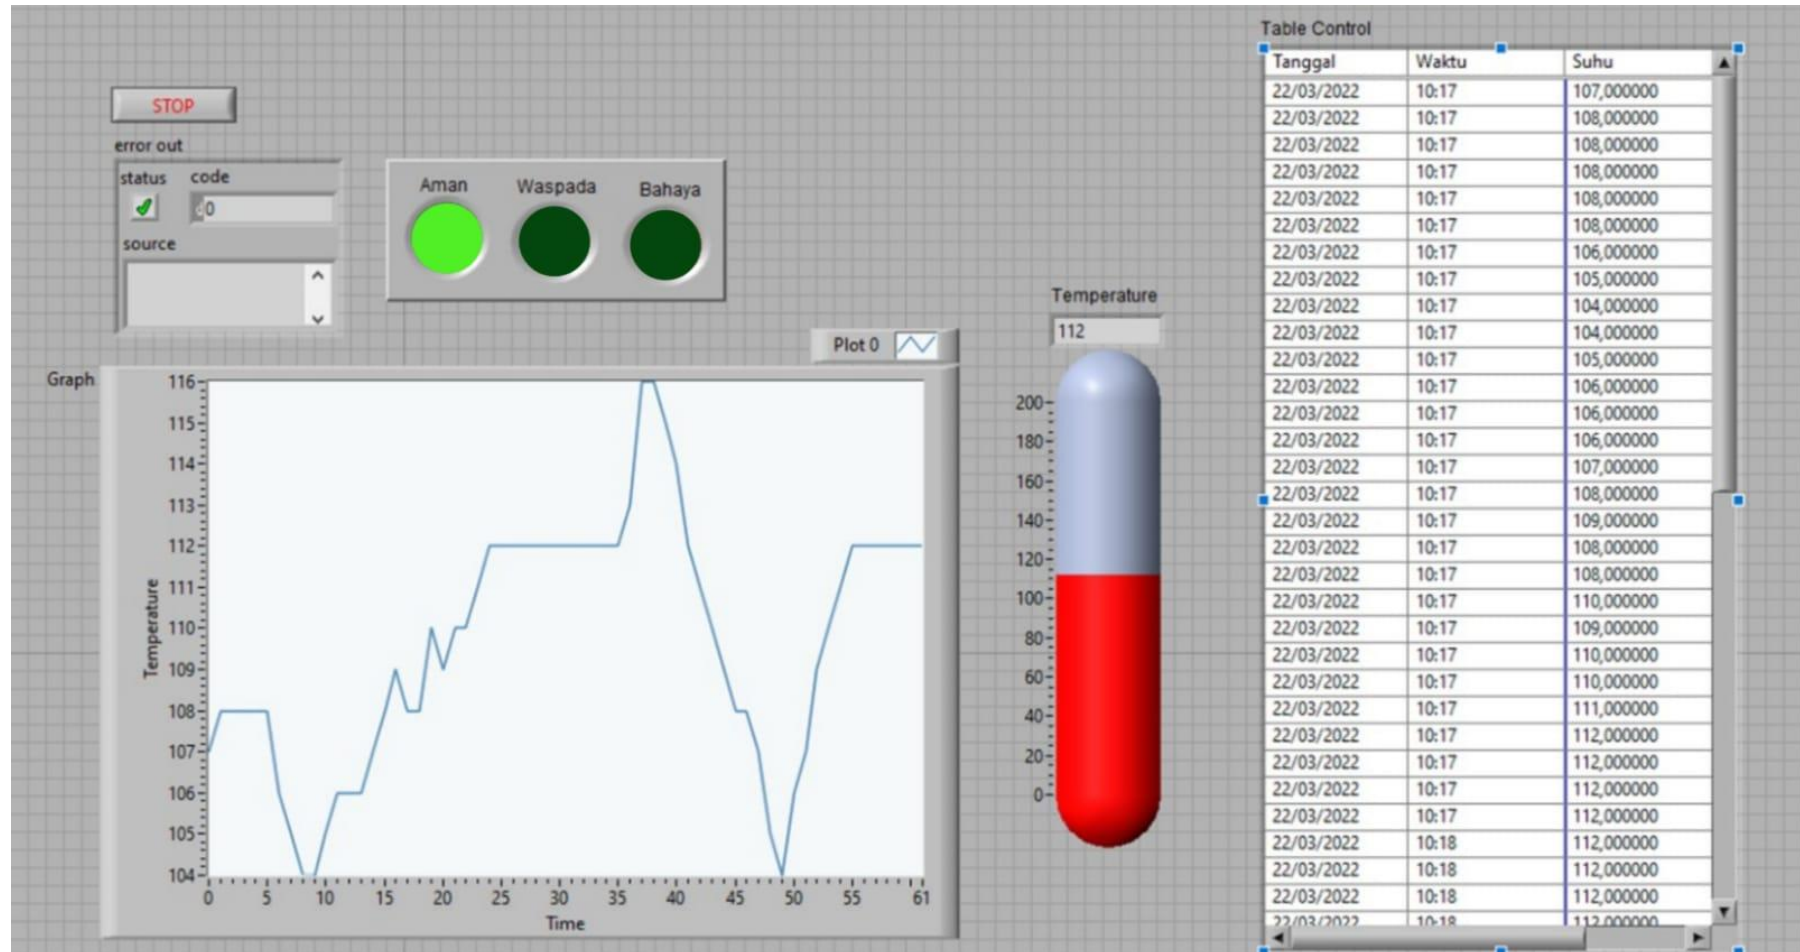 STOP
error out
status code
0
source
Aman Waspada Bahaya
Plot 0
Graph
116
115
114
113
112
111
110
109
108
107
106
105
104
Temperature
0 5 10 15 20 25 30 35 40 45 50 55 61
Time
Temperature
112
200
180
160
140
120
100
80
60
40
20
0
Table Control
Tanggal Waktu Suhu
22/03/2022 10:17 107,000000
22/03/2022 10:17 108,000000
22/03/2022 10:17 108,000000
22/03/2022 10:17 108,000000
22/03/2022 10:17 108,000000
22/03/2022 10:17 108,000000
22/03/2022 10:17 106,000000
22/03/2022 10:17 105,000000
22/03/2022 10:17 104,000000
22/03/2022 10:17 104,000000
22/03/2022 10:17 105,000000
22/03/2022 10:17 106,000000
22/03/2022 10:17 106,000000
22/03/2022 10:17 106,000000
22/03/2022 10:17 107,000000
22/03/2022 10:17 108,000000
22/03/2022 10:17 109,000000
22/03/2022 10:17 108,000000
22/03/2022 10:17 108,000000
22/03/2022 10:17 110,000000
22/03/2022 10:17 109,000000
22/03/2022 10:17 110,000000
22/03/2022 10:17 110,000000
22/03/2022 10:17 111,000000
22/03/2022 10:17 112,000000
22/03/2022 10:17 112,000000
22/03/2022 10:17 112,000000
22/03/2022 10:17 112,000000
22/03/2022 10:18 112,000000
22/03/2022 10:18 112,000000
22/03/2022 10:18 112,000000
22/03/2022 10:18 112,000000